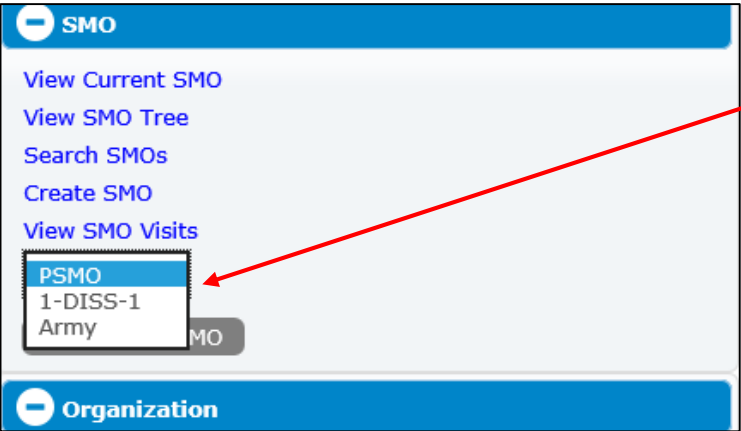 SMO
View Current SMO
View SMO Tree
Search SMOs
Create SMO
View SMO Visits
PSMO
1-DISS-1
Army
MO
Organization